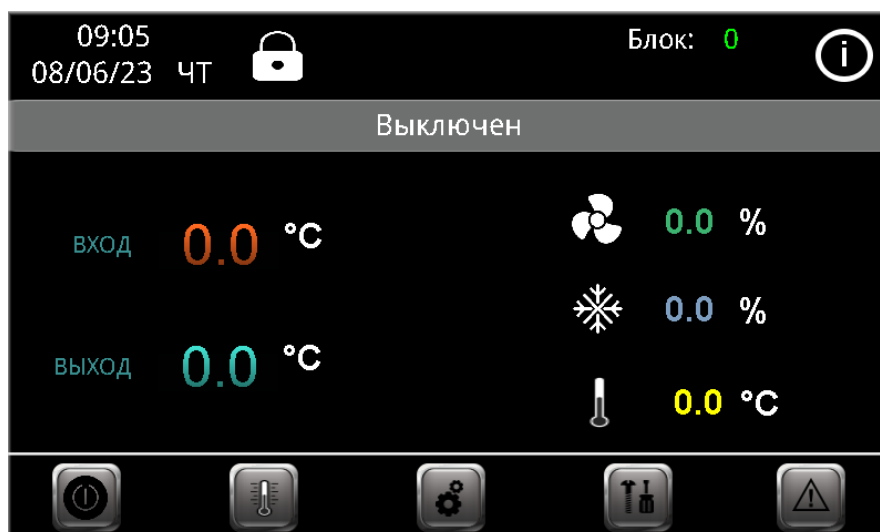 09:05
08/06/23 ЧТ
Блок: 0
i
Выключен
ВХОД 0.0 °C
0.0 %
0.0 %
ВЫХОД 0.0 °C
0.0 °C